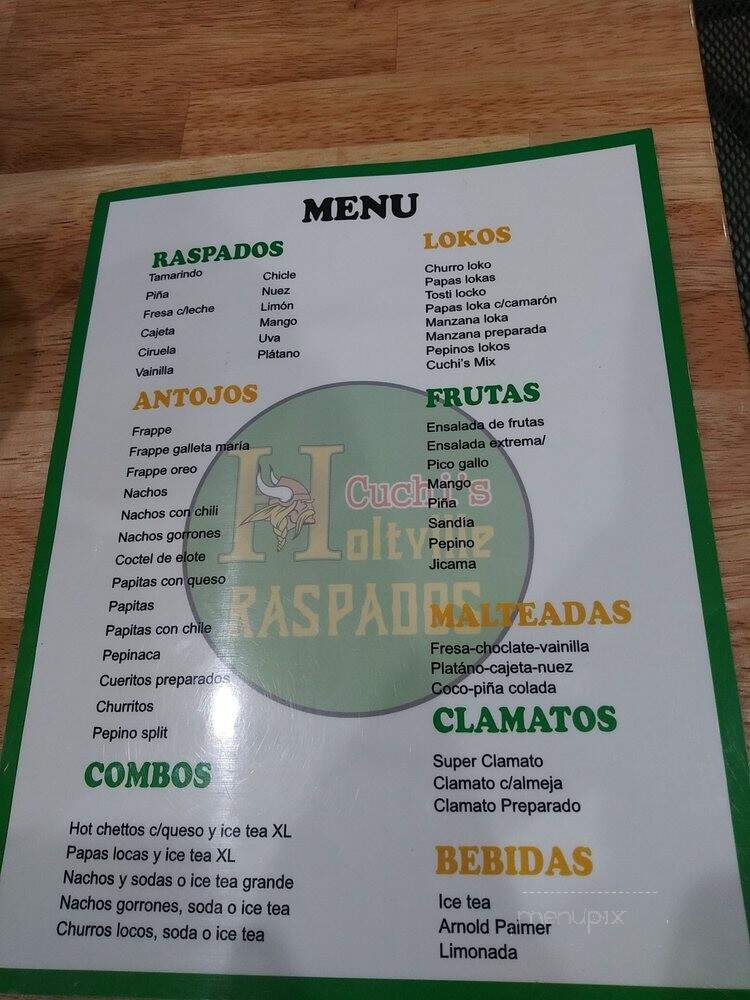 MENU
RASPADOS
Tamarindo
Piña
Fresa c/leche
Cajeta
Ciruela
Vainilla
Chicle
Nuez
Limón
Mango
Uva
Plátano
ANTOJOS
Frappe
Frappe galleta maría
Frappe oreo
Nachos
Nachos con chili
Nachos gorrones
Coctel de elote
Papitas con queso
Papitas
Papitas con chile
Pepinaca
Cueritos preparados
Churritos
Pepino split
COMBOS
Hot chettos c/queso y ice tea XL
Papas locas y ice tea XL
Nachos y sodas o ice tea grande
Nachos gorrones, soda o ice tea
Churros locos, soda o ice tea
LOKOS
Churro loko
Papas lokas
Tosti locko
Papas loka c/camarón
Manzana loka
Manzana preparada
Pepinos lokos
Cuchi's Mix
FRUTAS
Ensalada de frutas
Ensalada extrema/
Pico gallo
Mango
Piña
Sandía
Pepino
Jicama
MALTEADAS
Fresa-choclate-vainilla
Platáno-cajeta-nuez
Coco-piña colada
CLAMATOS
Super Clamato
Clamato c/almeja
Clamato Preparado
BEBIDAS
Ice tea
Arnold Palmer
Limonada
Cuchi's
Holtville
RASPADOS
menupix